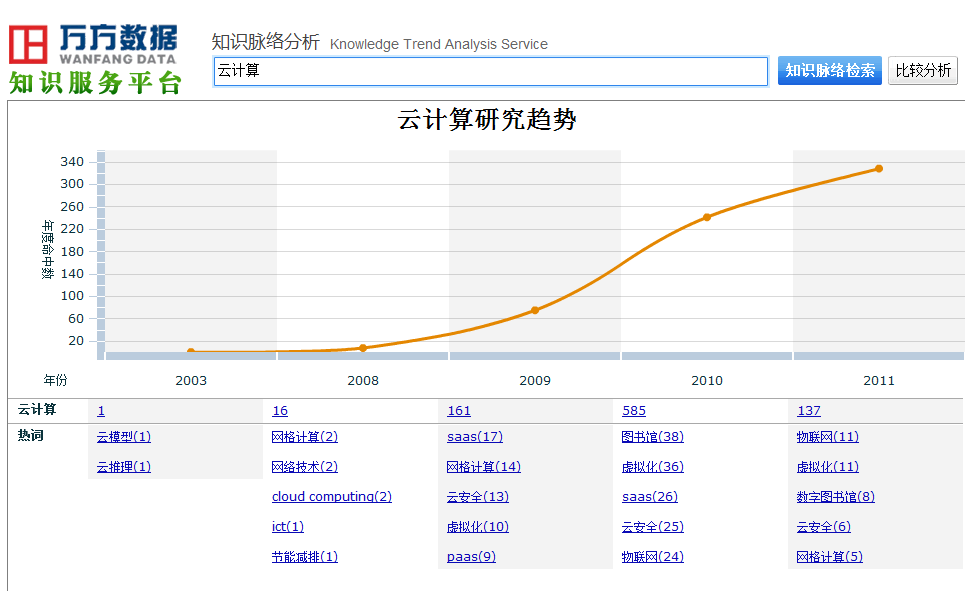 万方数据
WANFANG DATA
知识服务平台
知识脉络分析 Knowledge Trend Analysis Service
云计算
知识脉络检索
比较分析
云计算研究趋势
年度命中数
340
300
260
220
180
140
100
60
20
年份 2003 2008 2009 2010 2011
云计算 1 16 161 585 137
热词 云模型(1) 网格计算(2) saas(17) 图书馆(38) 物联网(11)
云推理(1) 网络技术(2) 网格计算(14) 虚拟化(36) 虚拟化(11)
cloud computing(2) 云安全(13) saas(26) 数字图书馆(8)
ict(1) 虚拟化(10) 云安全(25) 云安全(6)
节能减排(1) paas(9) 物联网(24) 网格计算(5)